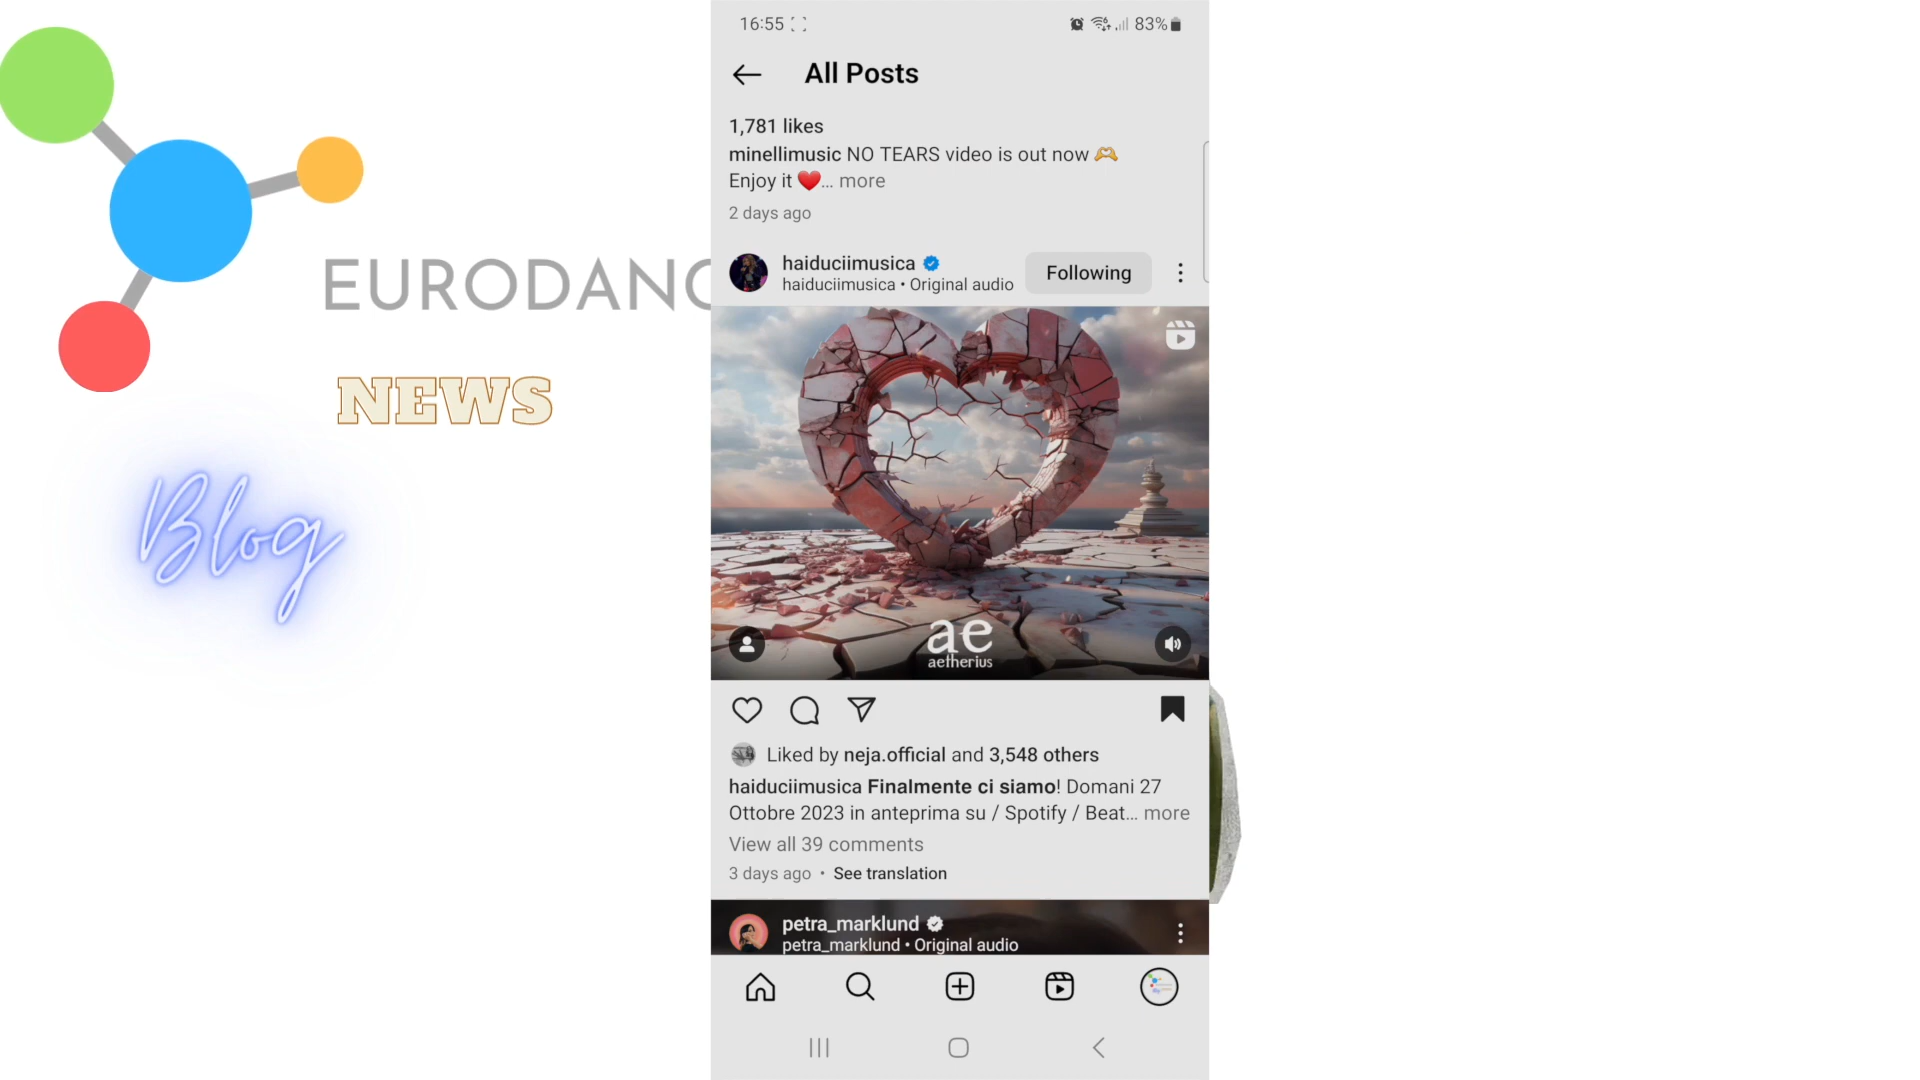 16:55
83%
All Posts
1,781 likes
minellimusic NO TEARS video is out now
Enjoy it ... more
2 days ago
haiduciimusica
haiduciimusica • Original audio
Following
ae
aetherius
Liked by neja.official and 3,548 others
haiduciimusica Finalmente ci siamo! Domani 27
Ottobre 2023 in anteprima su / Spotify / Beat... more
View all 39 comments
3 days ago • See translation
petra_marklund
petra_marklund • Original audio
EURODANC
NEWS
Blog